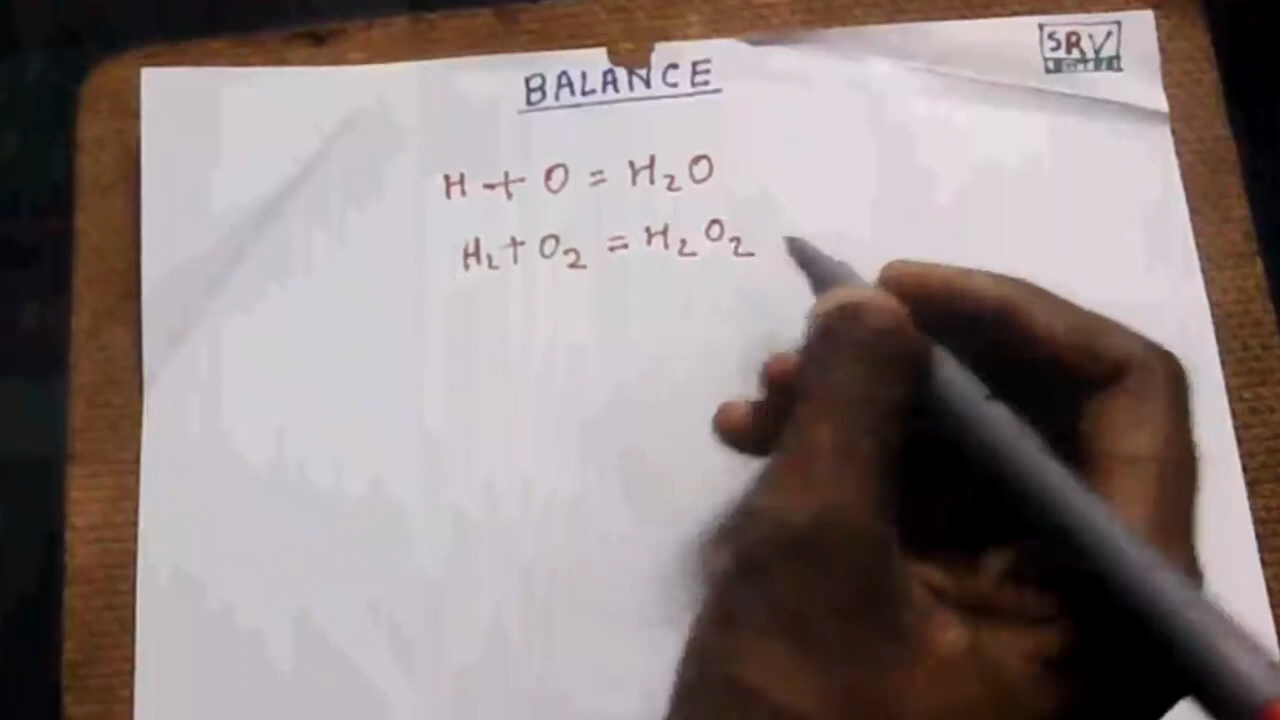 BALANCE
SRV
H + O = H₂O
H₂ + O₂ = H₂O₂